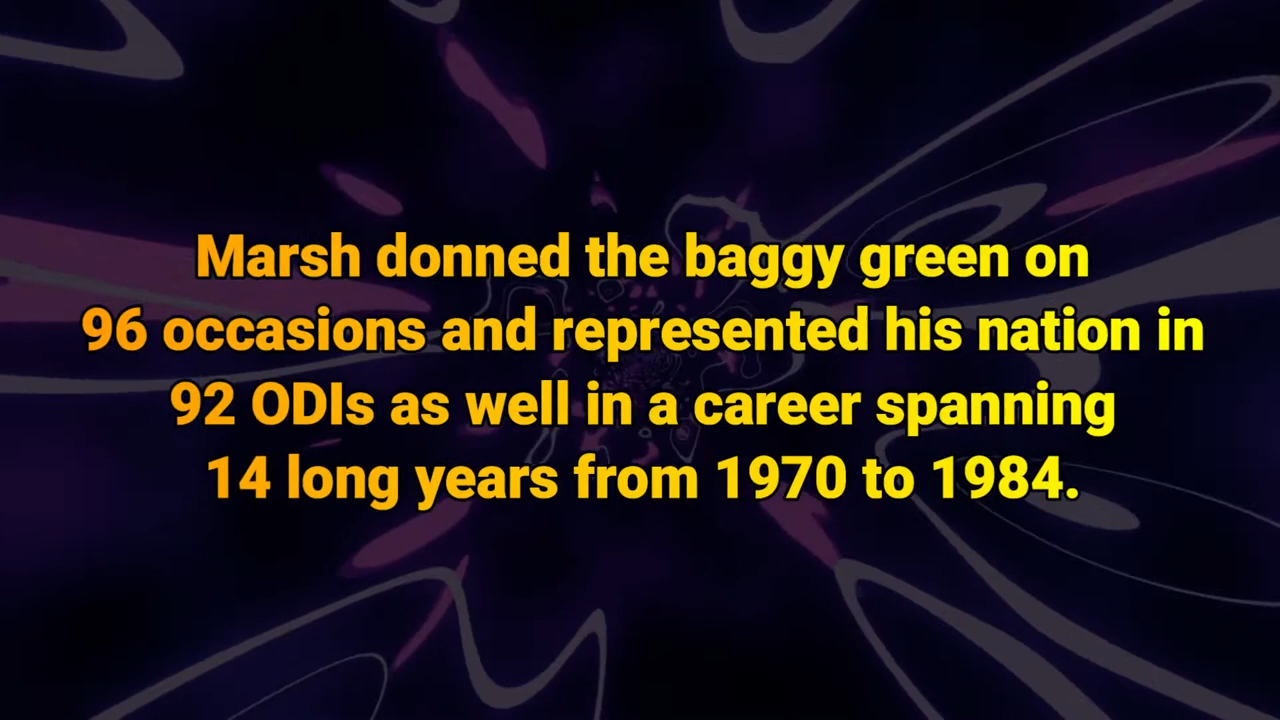 Marsh donned the baggy green on
96 occasions and represented his nation in
92 ODIs as well in a career spanning
14 long years from 1970 to 1984.